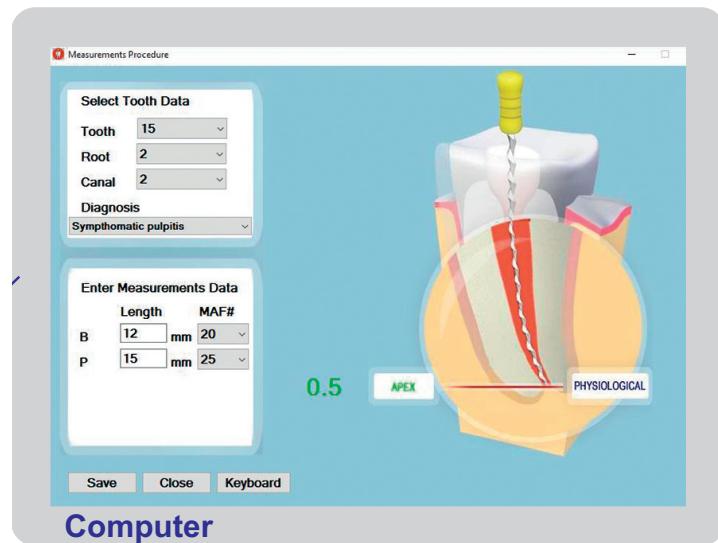 Measurements Procedure
Select Tooth Data
Tooth 15
Root 2
Canal 2
Diagnosis
Sympthomatic pulpitis
Enter Measurements Data
Length MAF#
B 12 mm 20
P 15 mm 25
0.5 APEX PHYSIOLOGICAL
Save Close Keyboard
Computer